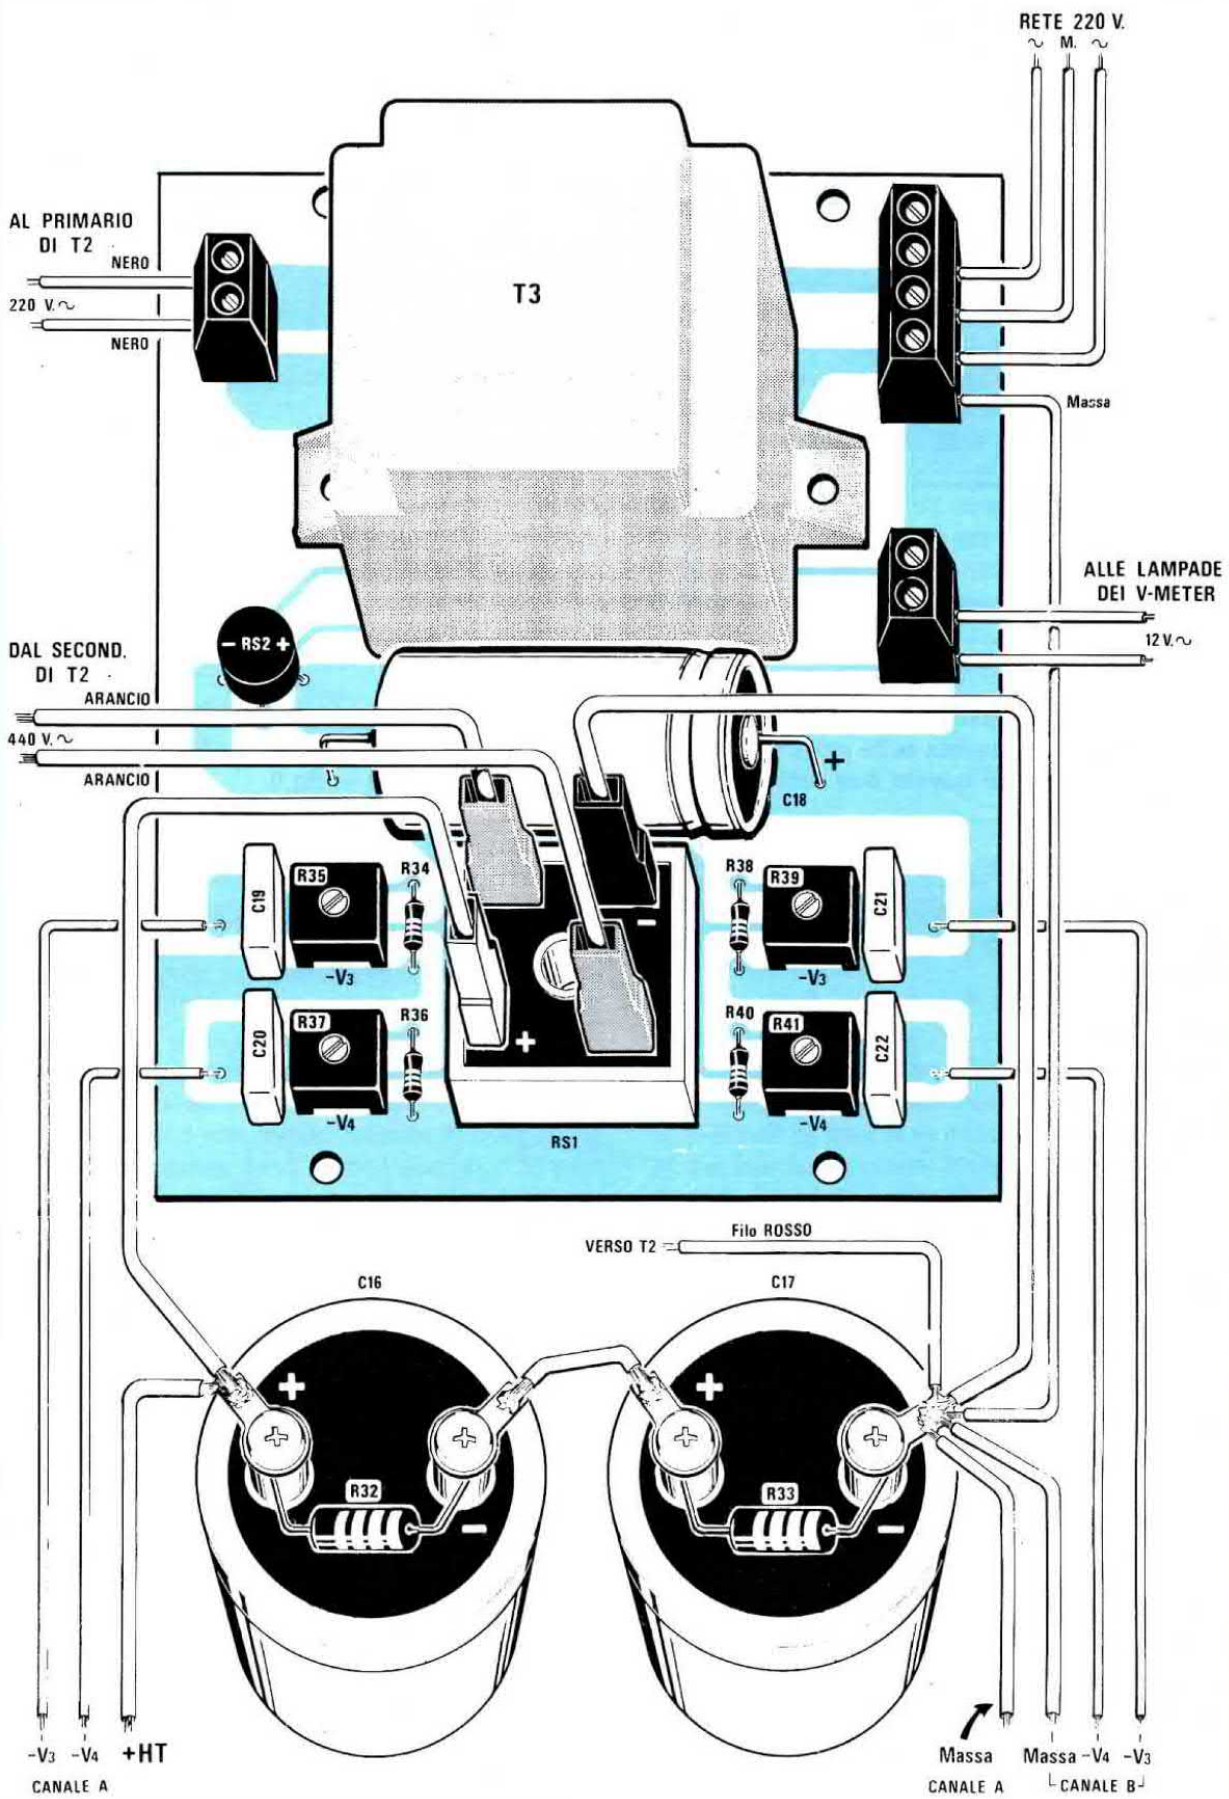 RETE 220 V.
~ M. ~
AL PRIMARIO
DI T2
NERO
220 V.~
NERO
T3
Massa
ALLE LAMPADE
DEI V-METER
12 V.~
- RS2 +
DAL SECOND.
DI T2
ARANCIO
440 V.~
ARANCIO
+
C18
C19
R35
R34
-
R38
R39
C21
-V3
-V3
C20
R37
R36
+
R40
R41
C22
-V4
-V4
RS1
VERSO T2
Filo ROSSO
C16
C17
+
+
R32
R33
-
-
-V3 -V4 +HT
CANALE A
Massa
CANALE A
Massa -V4 -V3
CANALE B